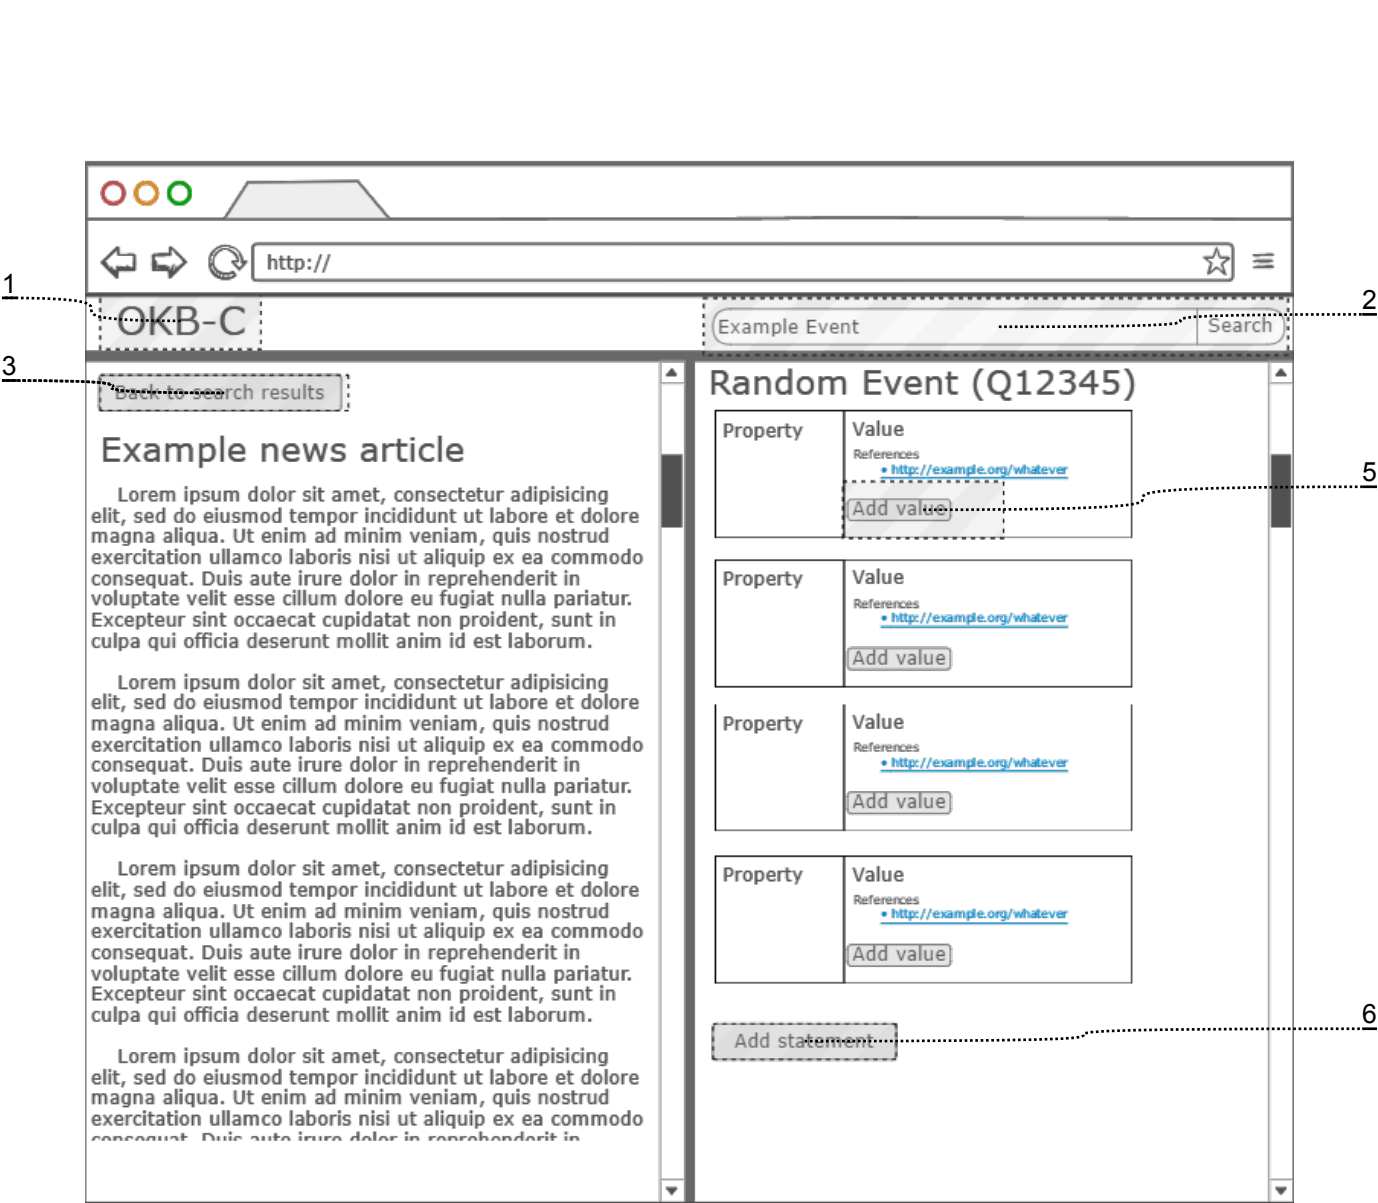 http://
1
OKB-C
Example Event
Search
2
3
Back to search results
Example news article
Lorem ipsum dolor sit amet, consectetur adipisicing
elit, sed do eiusmod tempor incididunt ut labore et dolore
magna aliqua. Ut enim ad minim veniam, quis nostrud
exercitation ullamco laboris nisi ut aliquip ex ea commodo
consequat. Duis aute irure dolor in reprehenderit in
voluptate velit esse cillum dolore eu fugiat nulla pariatur.
Excepteur sint occaecat cupidatat non proident, sunt in
culpa qui officia deserunt mollit anim id est laborum.
Lorem ipsum dolor sit amet, consectetur adipisicing
elit, sed do eiusmod tempor incididunt ut labore et dolore
magna aliqua. Ut enim ad minim veniam, quis nostrud
exercitation ullamco laboris nisi ut aliquip ex ea commodo
consequat. Duis aute irure dolor in reprehenderit in
voluptate velit esse cillum dolore eu fugiat nulla pariatur.
Excepteur sint occaecat cupidatat non proident, sunt in
culpa qui officia deserunt mollit anim id est laborum.
Lorem ipsum dolor sit amet, consectetur adipisicing
elit, sed do eiusmod tempor incididunt ut labore et dolore
magna aliqua. Ut enim ad minim veniam, quis nostrud
exercitation ullamco laboris nisi ut aliquip ex ea commodo
consequat. Duis aute irure dolor in reprehenderit in
voluptate velit esse cillum dolore eu fugiat nulla pariatur.
Excepteur sint occaecat cupidatat non proident, sunt in
culpa qui officia deserunt mollit anim id est laborum.
Lorem ipsum dolor sit amet, consectetur adipisicing
elit, sed do eiusmod tempor incididunt ut labore et dolore
magna aliqua. Ut enim ad minim veniam, quis nostrud
exercitation ullamco laboris nisi ut aliquip ex ea commodo
consequat. Duis aute irure dolor in reprehenderit in
Random Event (Q12345)
Property
Value
References
• http://example.org/whatever
Add value
5
Property
Value
References
• http://example.org/whatever
Add value
Property
Value
References
• http://example.org/whatever
Add value
Property
Value
References
• http://example.org/whatever
Add value
Add statement
6